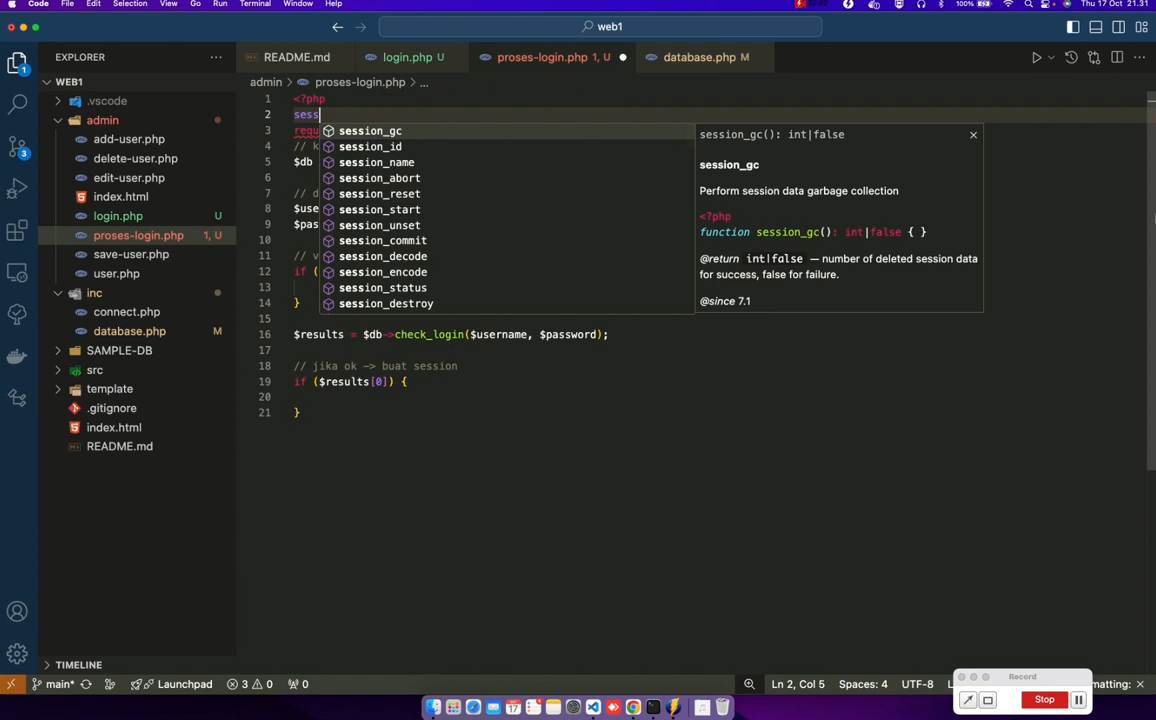 Code File Edit Selection View Go Run Terminal Window Help 100% Thu 17 Oct 21.31
web1
EXPLORER
README.md login.php U proses-login.php 1, U database.php M
WEB1
admin > proses-login.php > ...
.vscode
admin
add-user.php
delete-user.php
edit-user.php
index.html
login.php U
proses-login.php 1, U
save-user.php
user.php
inc
connect.php
database.php M
SAMPLE-DB
src
template
.gitignore
index.html
README.md
TIMELINE
1 <?php
2 sess
3 requ
4 // k
5 $db
6
7 // d
8 $use
9 $pas
10
11 // v
12 if (
13
14 }
15
16 $results = $db->check_login($username, $password);
17
18 // jika ok -> buat session
19 if ($results[0]) {
20
21 }
session_gc
session_id
session_name
session_abort
session_reset
session_start
session_unset
session_commit
session_decode
session_encode
session_status
session_destroy
session_gc(): int|false
session_gc
Perform session data garbage collection
<?php
function session_gc(): int|false { }
@return int|false — number of deleted session data
for success, false for failure.
@since 7.1
1
3
main* Launchpad 3 0 0 Ln 2, Col 5 Spaces: 4 UTF-8 matting:
Record
Stop
17